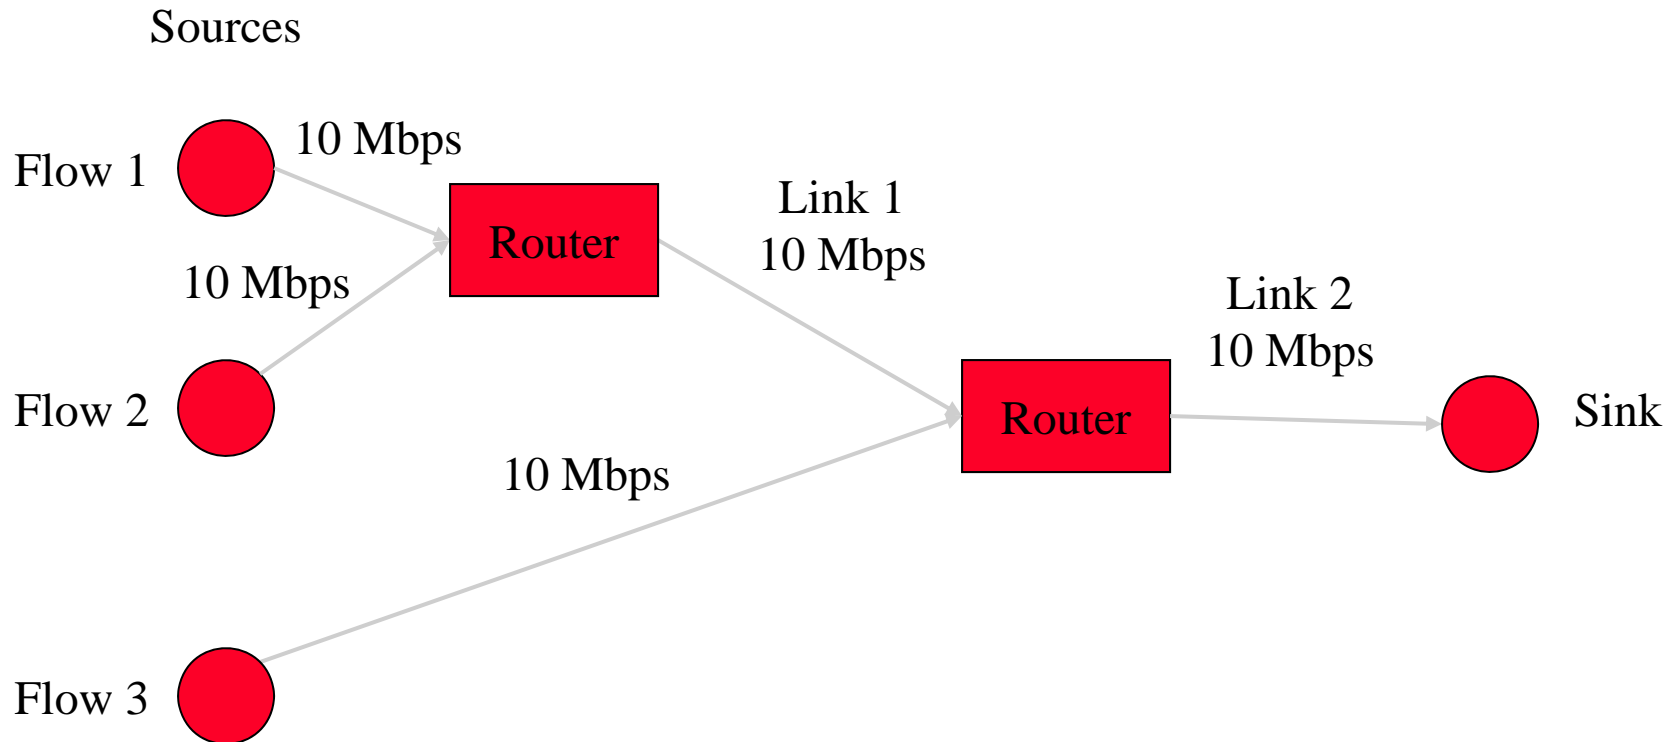 Sources
10 Mbps
Flow 1
Router
Link 1
10 Mbps
10 Mbps
Link 2
10 Mbps
Flow 2
Router
Sink
10 Mbps
Flow 3